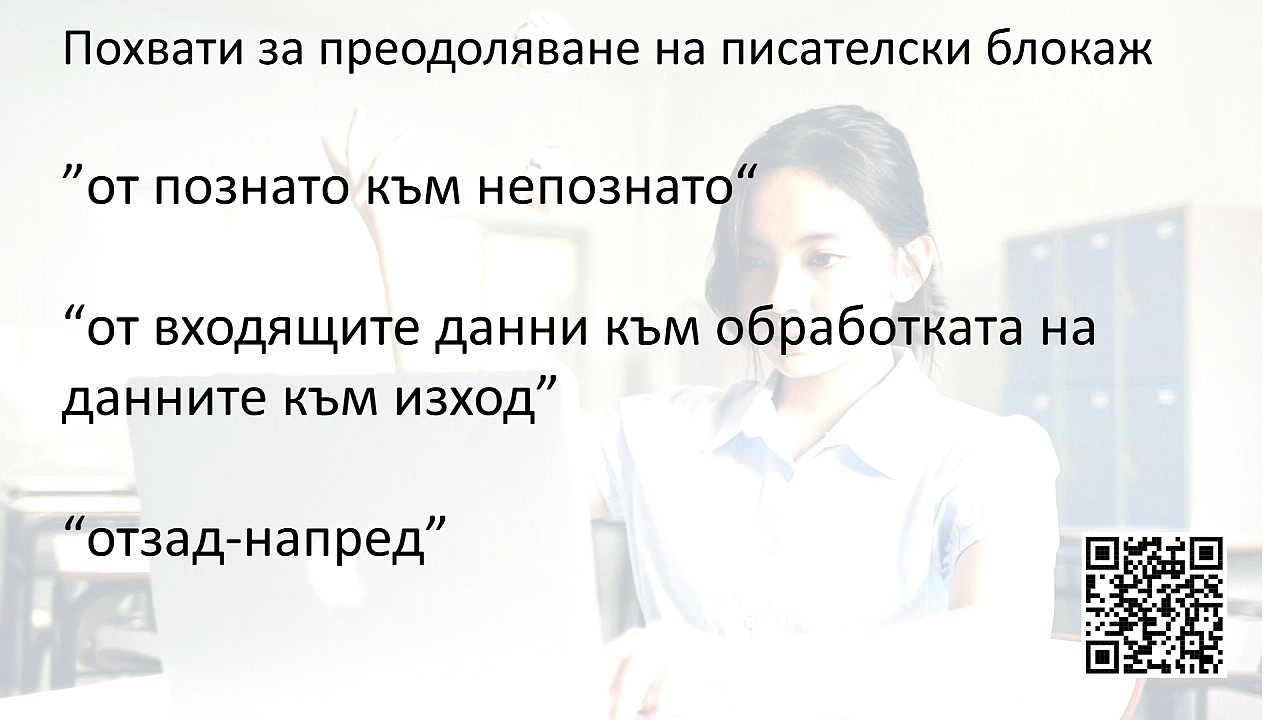 Похвати за преодоляване на писателски блокаж
”от познато към непознато“
“от входящите данни към обработката на
данните към изход”
“отзад-напред”